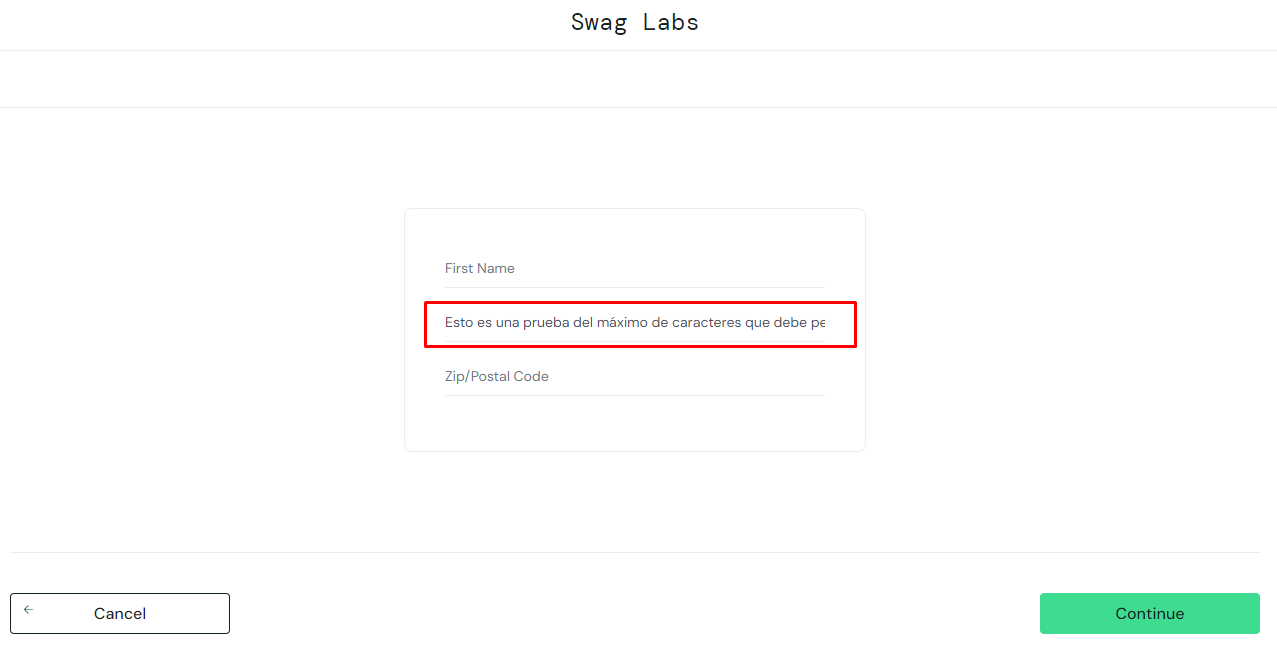 Swag Labs
First Name
Esto es una prueba del máximo de caracteres que debe pe
Zip/Postal Code
Cancel
Continue